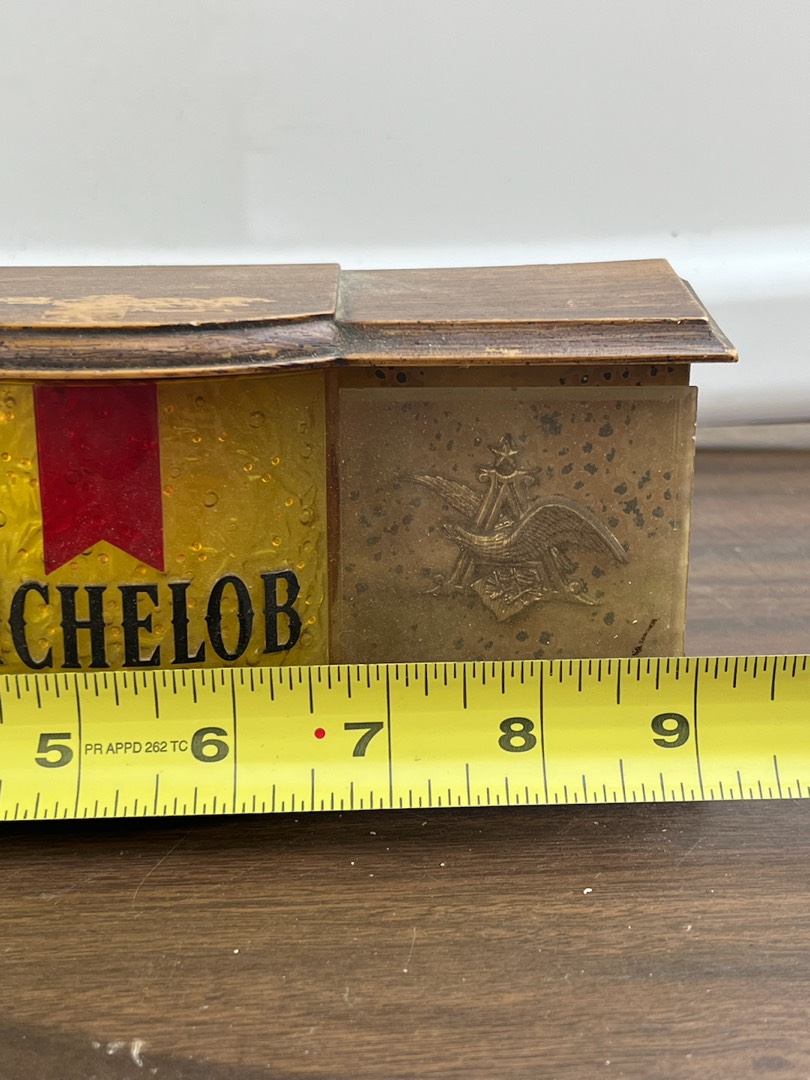 CHELOB
5 PR APPD 262 TC 6 7 8 9